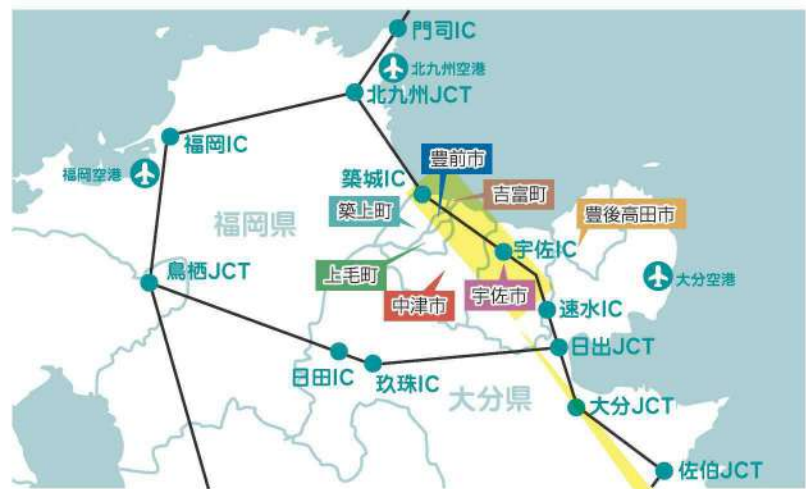 門司IC
北九州空港
北九州JCT
福岡IC
豊前市
福岡空港
築城IC
吉富町
築上町
豊後高田市
福岡県
宇佐IC
上毛町
鳥栖JCT
中津市
宇佐市
大分空港
速水IC
日出JCT
日田IC
玖珠IC
大分県
大分JCT
佐伯JCT